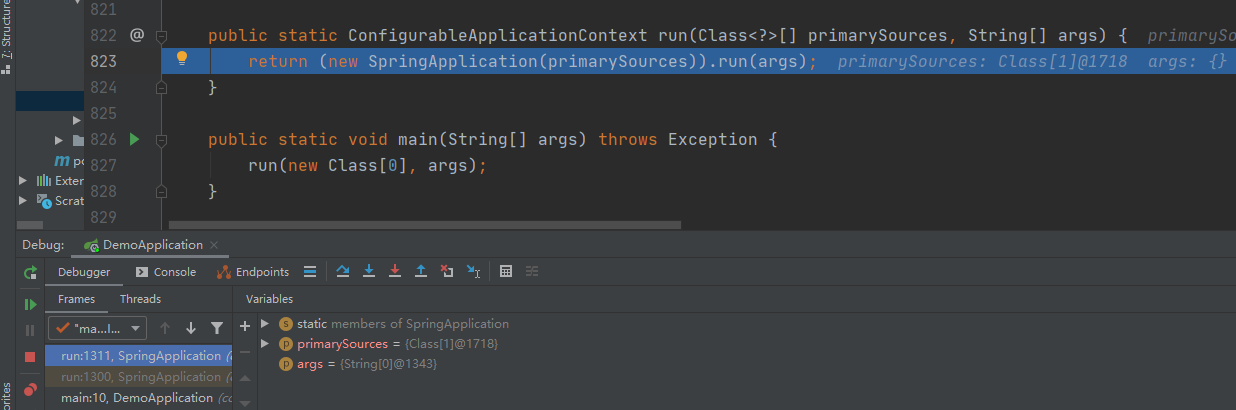 7: Structure
821
822 @ public static ConfigurableApplicationContext run(Class<?>[] primarySources, String[] args) { primarySo
823 return (new SpringApplication(primarySources)).run(args); primarySources: Class[1]@1718 args: {}
824 }
825
826 public static void main(String[] args) throws Exception {
827 run(new Class[0], args);
828 }
829
m po
Exter
Scrat
Debug: DemoApplication ×
Debugger Console Endpoints
Frames Threads Variables
"ma...l...
static members of SpringApplication
primarySources = {Class[1]@1718}
args = {String[0]@1343}
run:1311, SpringApplication (
run:1300, SpringApplication (
main:10, DemoApplication (co
orites